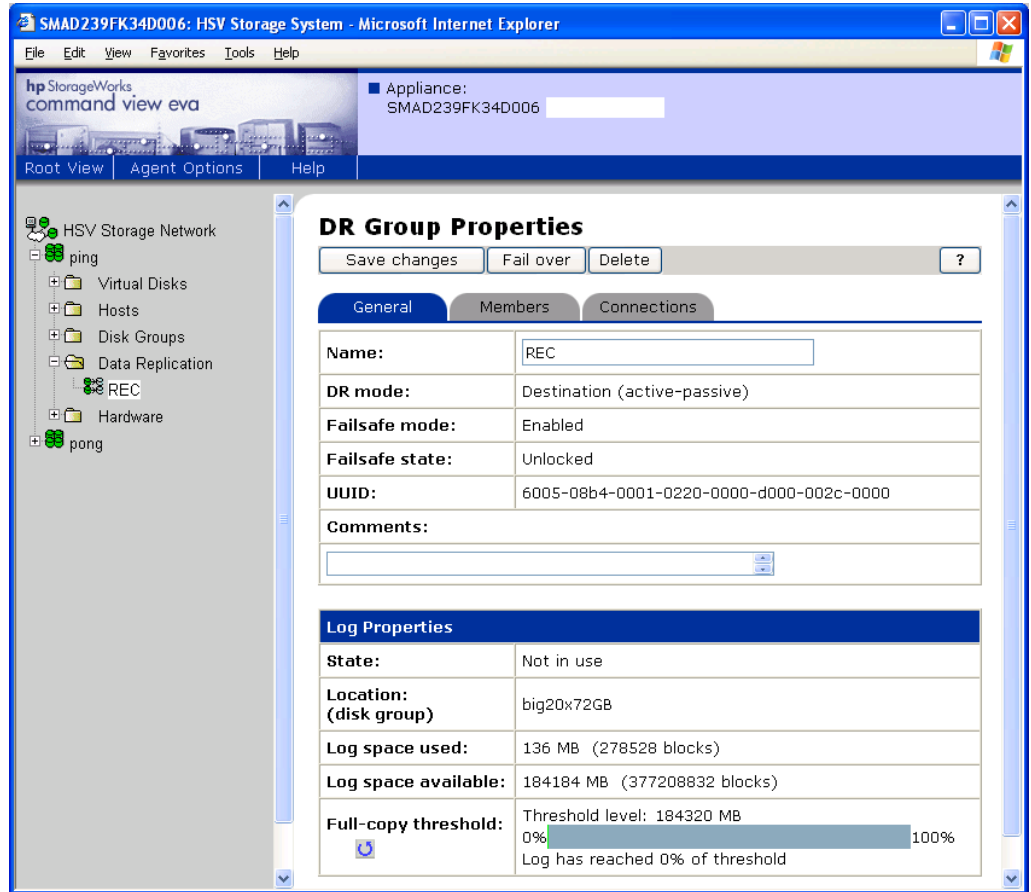 SMAD239FK34D006: HSV Storage System - Microsoft Internet Explorer
File Edit View Favorites Tools Help
hp StorageWorks
command view eva
Appliance:
SMAD239FK34D006
Root View Agent Options Help
HSV Storage Network
ping
Virtual Disks
Hosts
Disk Groups
Data Replication
REC
Hardware
pong
DR Group Properties
Save changes Fail over Delete ?
General Members Connections
Name: REC
DR mode: Destination (active-passive)
Failsafe mode: Enabled
Failsafe state: Unlocked
UUID: 6005-08b4-0001-0220-0000-d000-002c-0000
Comments:
Log Properties
State: Not in use
Location:
(disk group) big20x72GB
Log space used: 136 MB (278528 blocks)
Log space available: 184184 MB (377208832 blocks)
Full-copy threshold: Threshold level: 184320 MB
0% 100%
Log has reached 0% of threshold